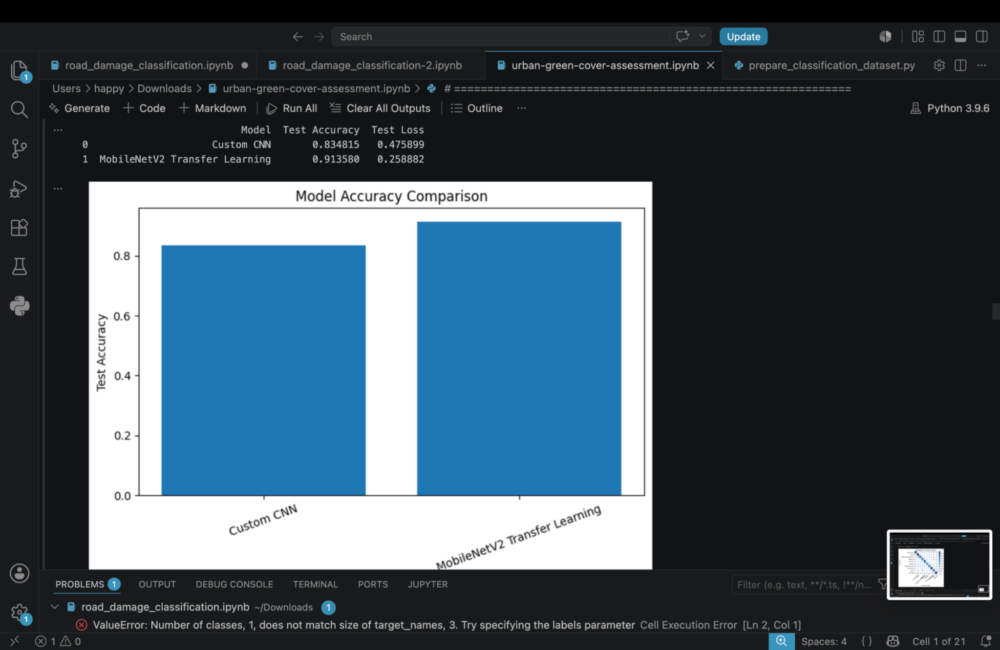 Search
Update
road_damage_classification.ipynb
road_damage_classification-2.ipynb
urban-green-cover-assessment.ipynb
prepare_classification_dataset.py
Users > happy > Downloads > urban-green-cover-assessment.ipynb > # ============================================================
Generate + Code + Markdown Run All Clear All Outputs Outline ...
Python 3.9.6
Model Test Accuracy Test Loss
0 Custom CNN 0.834815 0.475899
1 MobileNetV2 Transfer Learning 0.913580 0.258882
Model Accuracy Comparison
0.8
0.6
0.4
0.2
0.0
Test Accuracy
Custom CNN
MobileNetV2 Transfer Learning
PROBLEMS 1 OUTPUT DEBUG CONSOLE TERMINAL PORTS JUPYTER
Filter (e.g. text, **/*.ts, !**/n...
road_damage_classification.ipynb ~/Downloads 1
ValueError: Number of classes, 1, does not match size of target_names, 3. Try specifying the labels parameter Cell Execution Error [Ln 2, Col 1]
1 0
Spaces: 4 {} Cell 1 of 21
1
1